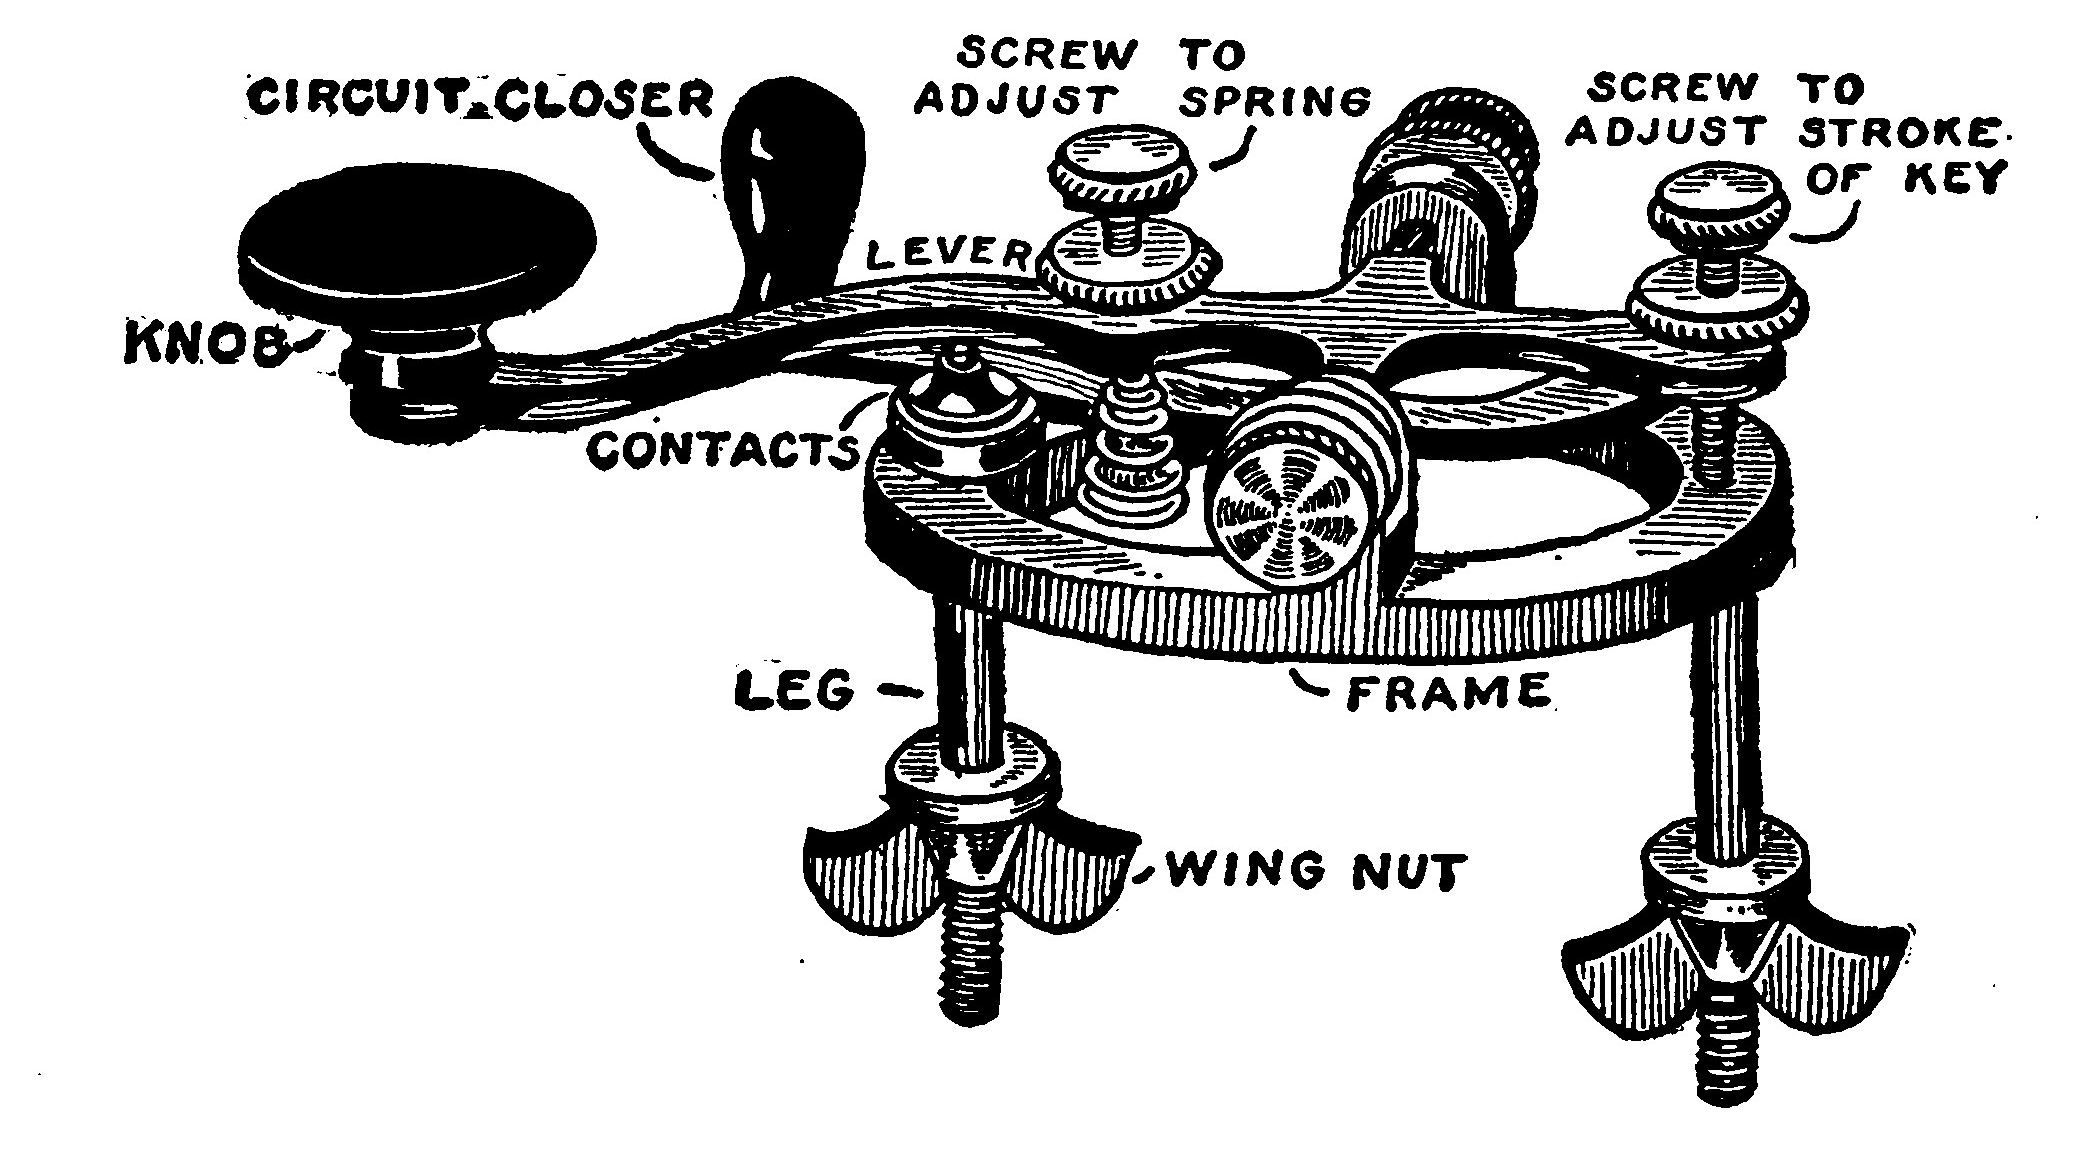 SCREW TO
ADJUST SPRING
CIRCUIT-CLOSER
SCREW TO
ADJUST STROKE
OF KEY
LEVER
KNOB
CONTACTS
LEG
FRAME
WING NUT